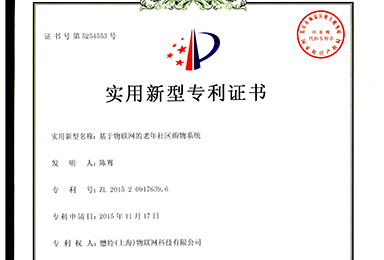 证书号第5254553号
实用新型专利证书
实用新型名称：基于物联网的老年社区购物系统
发明人：陈骞
专利号：ZL 2015 2 0947639.6
专利申请日：2015年11月17日
专利权人：懋特(上海)物联网科技有限公司